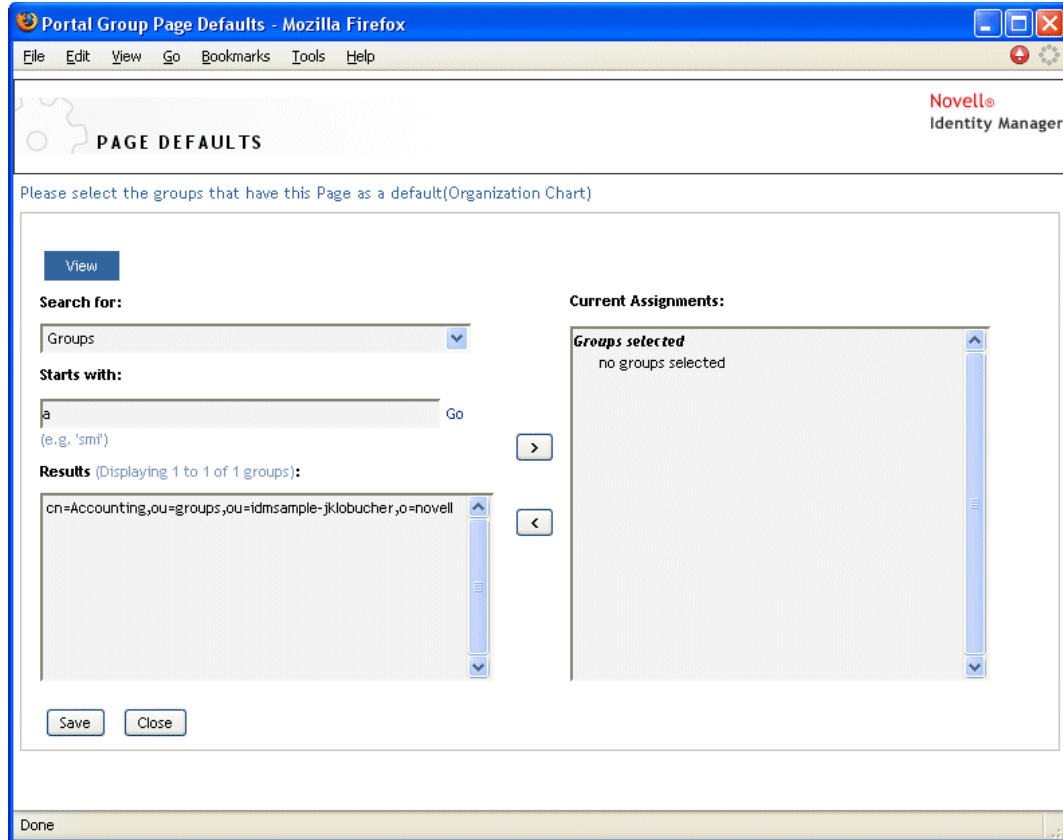 Portal Group Page Defaults - Mozilla Firefox
File Edit View Go Bookmarks Tools Help
Novell®
Identity Manager
PAGE DEFAULTS
Please select the groups that have this Page as a default(Organization Chart)
View
Search for:
Groups
Starts with:
a
Go
(e.g. 'smi')
Results (Displaying 1 to 1 of 1 groups):
cn=Accounting,ou=groups,ou=idmsample-jklobucher,o=novell
>
<
Current Assignments:
Groups selected
no groups selected
Save Close
Done